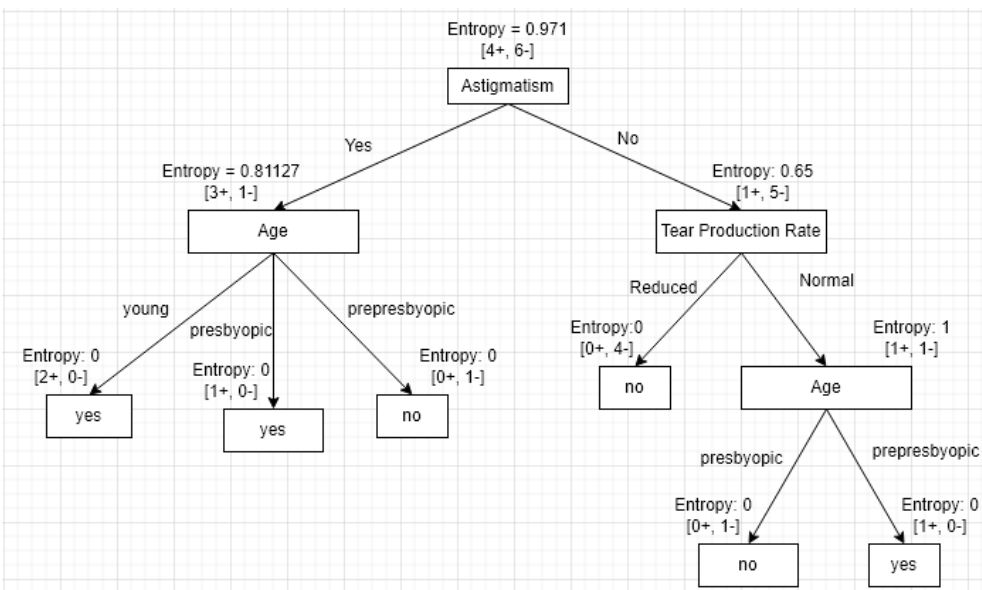 Entropy = 0.971
[4+, 6-]
Astigmatism
Yes
No
Entropy = 0.81127
[3+, 1-]
Age
Entropy: 0.65
[1+, 5-]
Tear Production Rate
young
presbyopic
prepresbyopic
Reduced
Normal
Entropy: 0
[2+, 0-]
yes
Entropy: 0
[1+, 0-]
yes
Entropy: 0
[0+, 1-]
no
Entropy:0
[0+, 4-]
no
Entropy: 1
[1+, 1-]
Age
presbyopic
prepresbyopic
Entropy: 0
[0+, 1-]
no
Entropy: 0
[1+, 0-]
yes